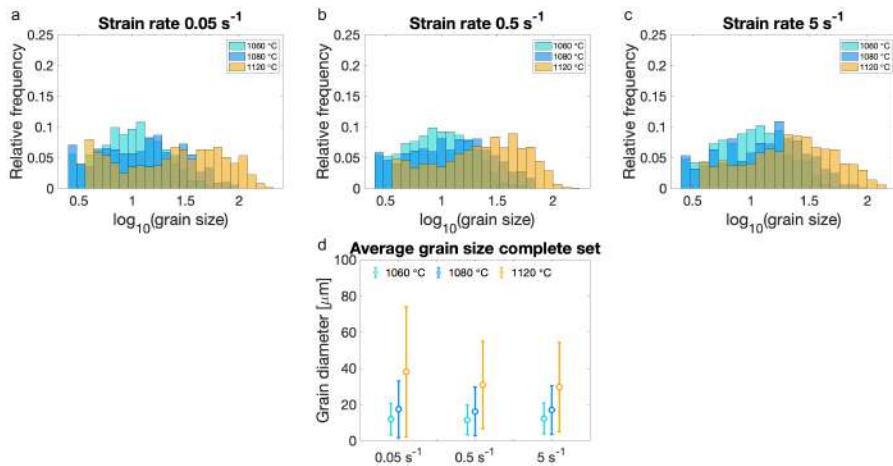 a
Strain rate 0.05 s⁻¹
0.25
0.2
0.15
0.1
0.05
0
Relative frequency
1060 °C
1080 °C
1120 °C
0.5 1 1.5 2
log₁₀(grain size)
b
Strain rate 0.5 s⁻¹
0.25
0.2
0.15
0.1
0.05
0
Relative frequency
1060 °C
1080 °C
1120 °C
0.5 1 1.5 2
log₁₀(grain size)
c
Strain rate 5 s⁻¹
0.25
0.2
0.15
0.1
0.05
0
Relative frequency
1060 °C
1080 °C
1120 °C
0.5 1 1.5 2
log₁₀(grain size)
d
Average grain size complete set
100
80
60
40
20
0
Grain diameter [μm]
1060 °C 1080 °C 1120 °C
0.05 s⁻¹ 0.5 s⁻¹ 5 s⁻¹